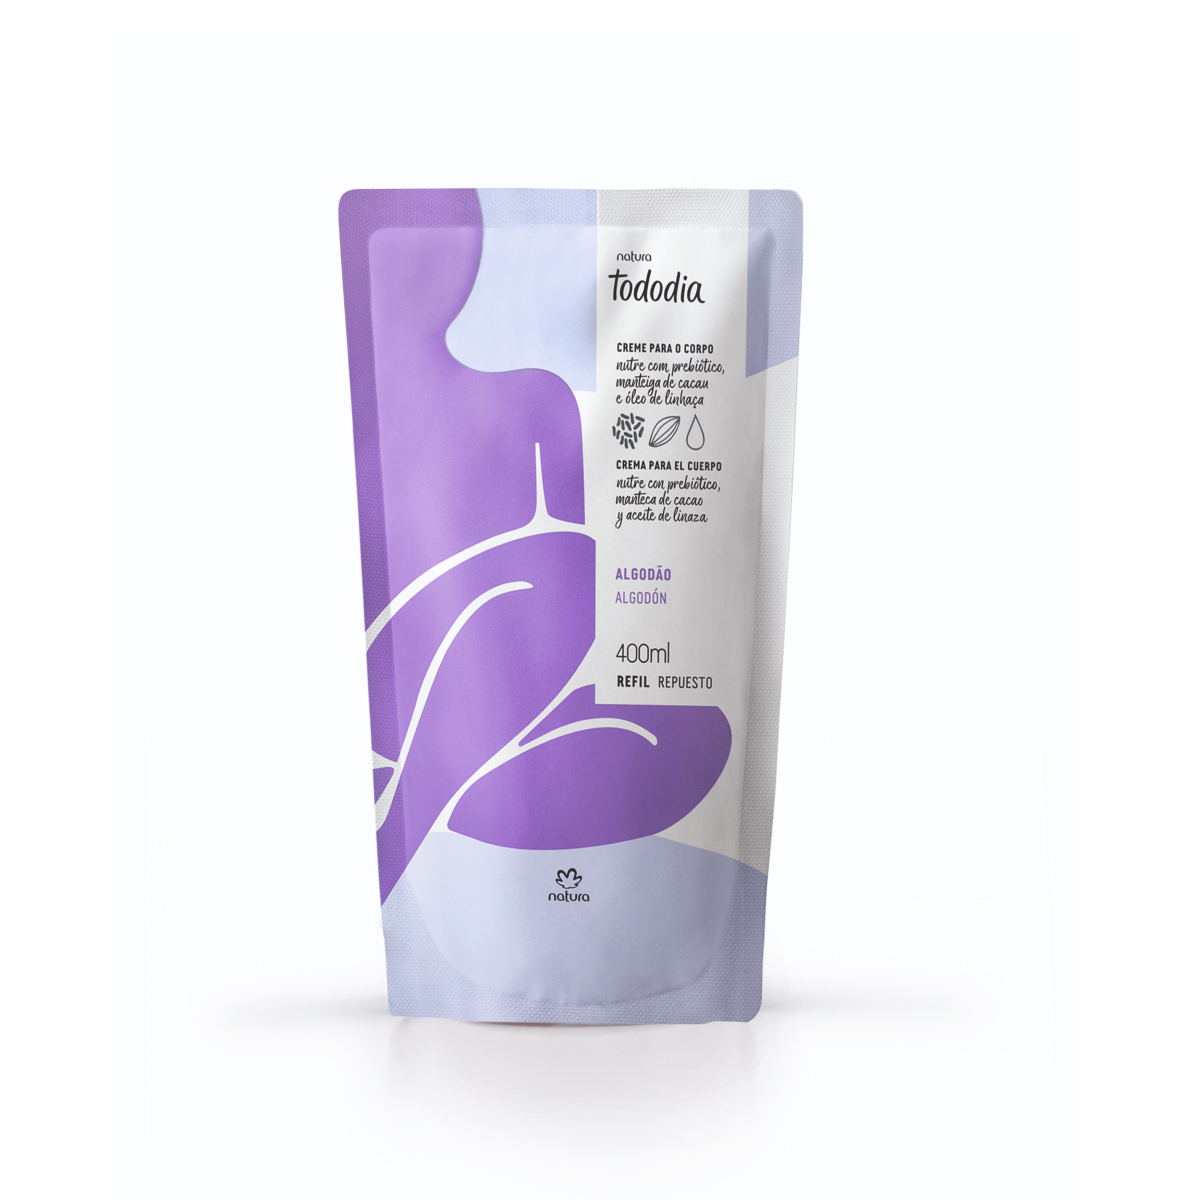 natura
Tododia
CREME PARA O CORPO
nutre com prebiótico,
manteiga de cacau
e óleo de linhaça
CREMA PARA EL CUERPO
nutre con prebiótico,
manteca de cacao
y aceite de linaza
ALGODÃO
ALGODÓN
400ml
REFIL REPUESTO
natura